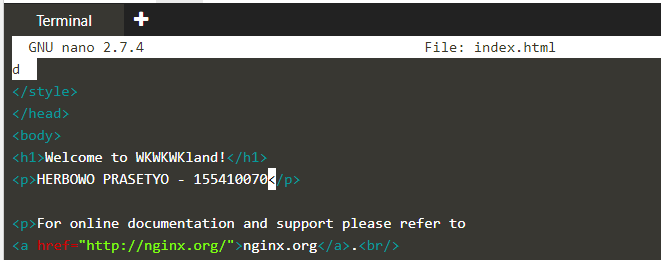 Terminal +
GNU nano 2.7.4 File: index.html
d
</style>
</head>
<body>
<h1>Welcome to WKWKWKland!</h1>
<p>HERBOWO PRASETYO - 155410070</p>
<p>For online documentation and support please refer to
<a href="http://nginx.org/">nginx.org</a>.<br/>